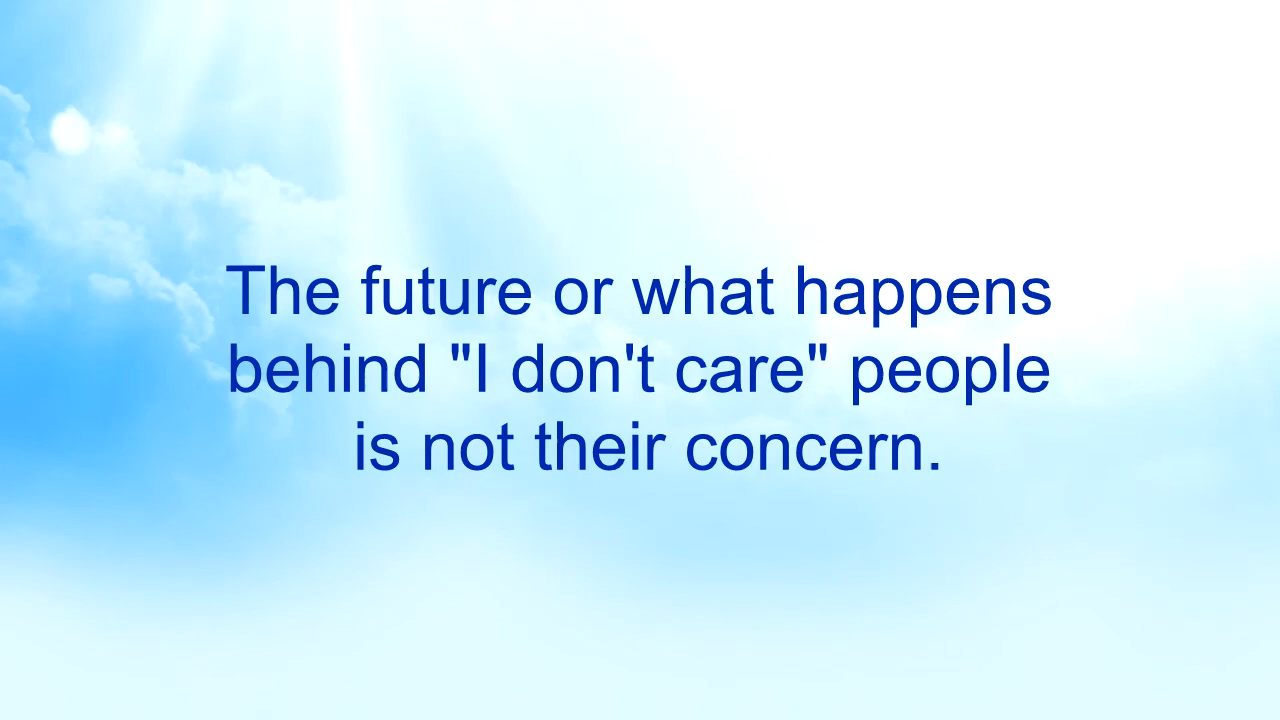 The future or what happens
behind "I don't care" people
is not their concern.